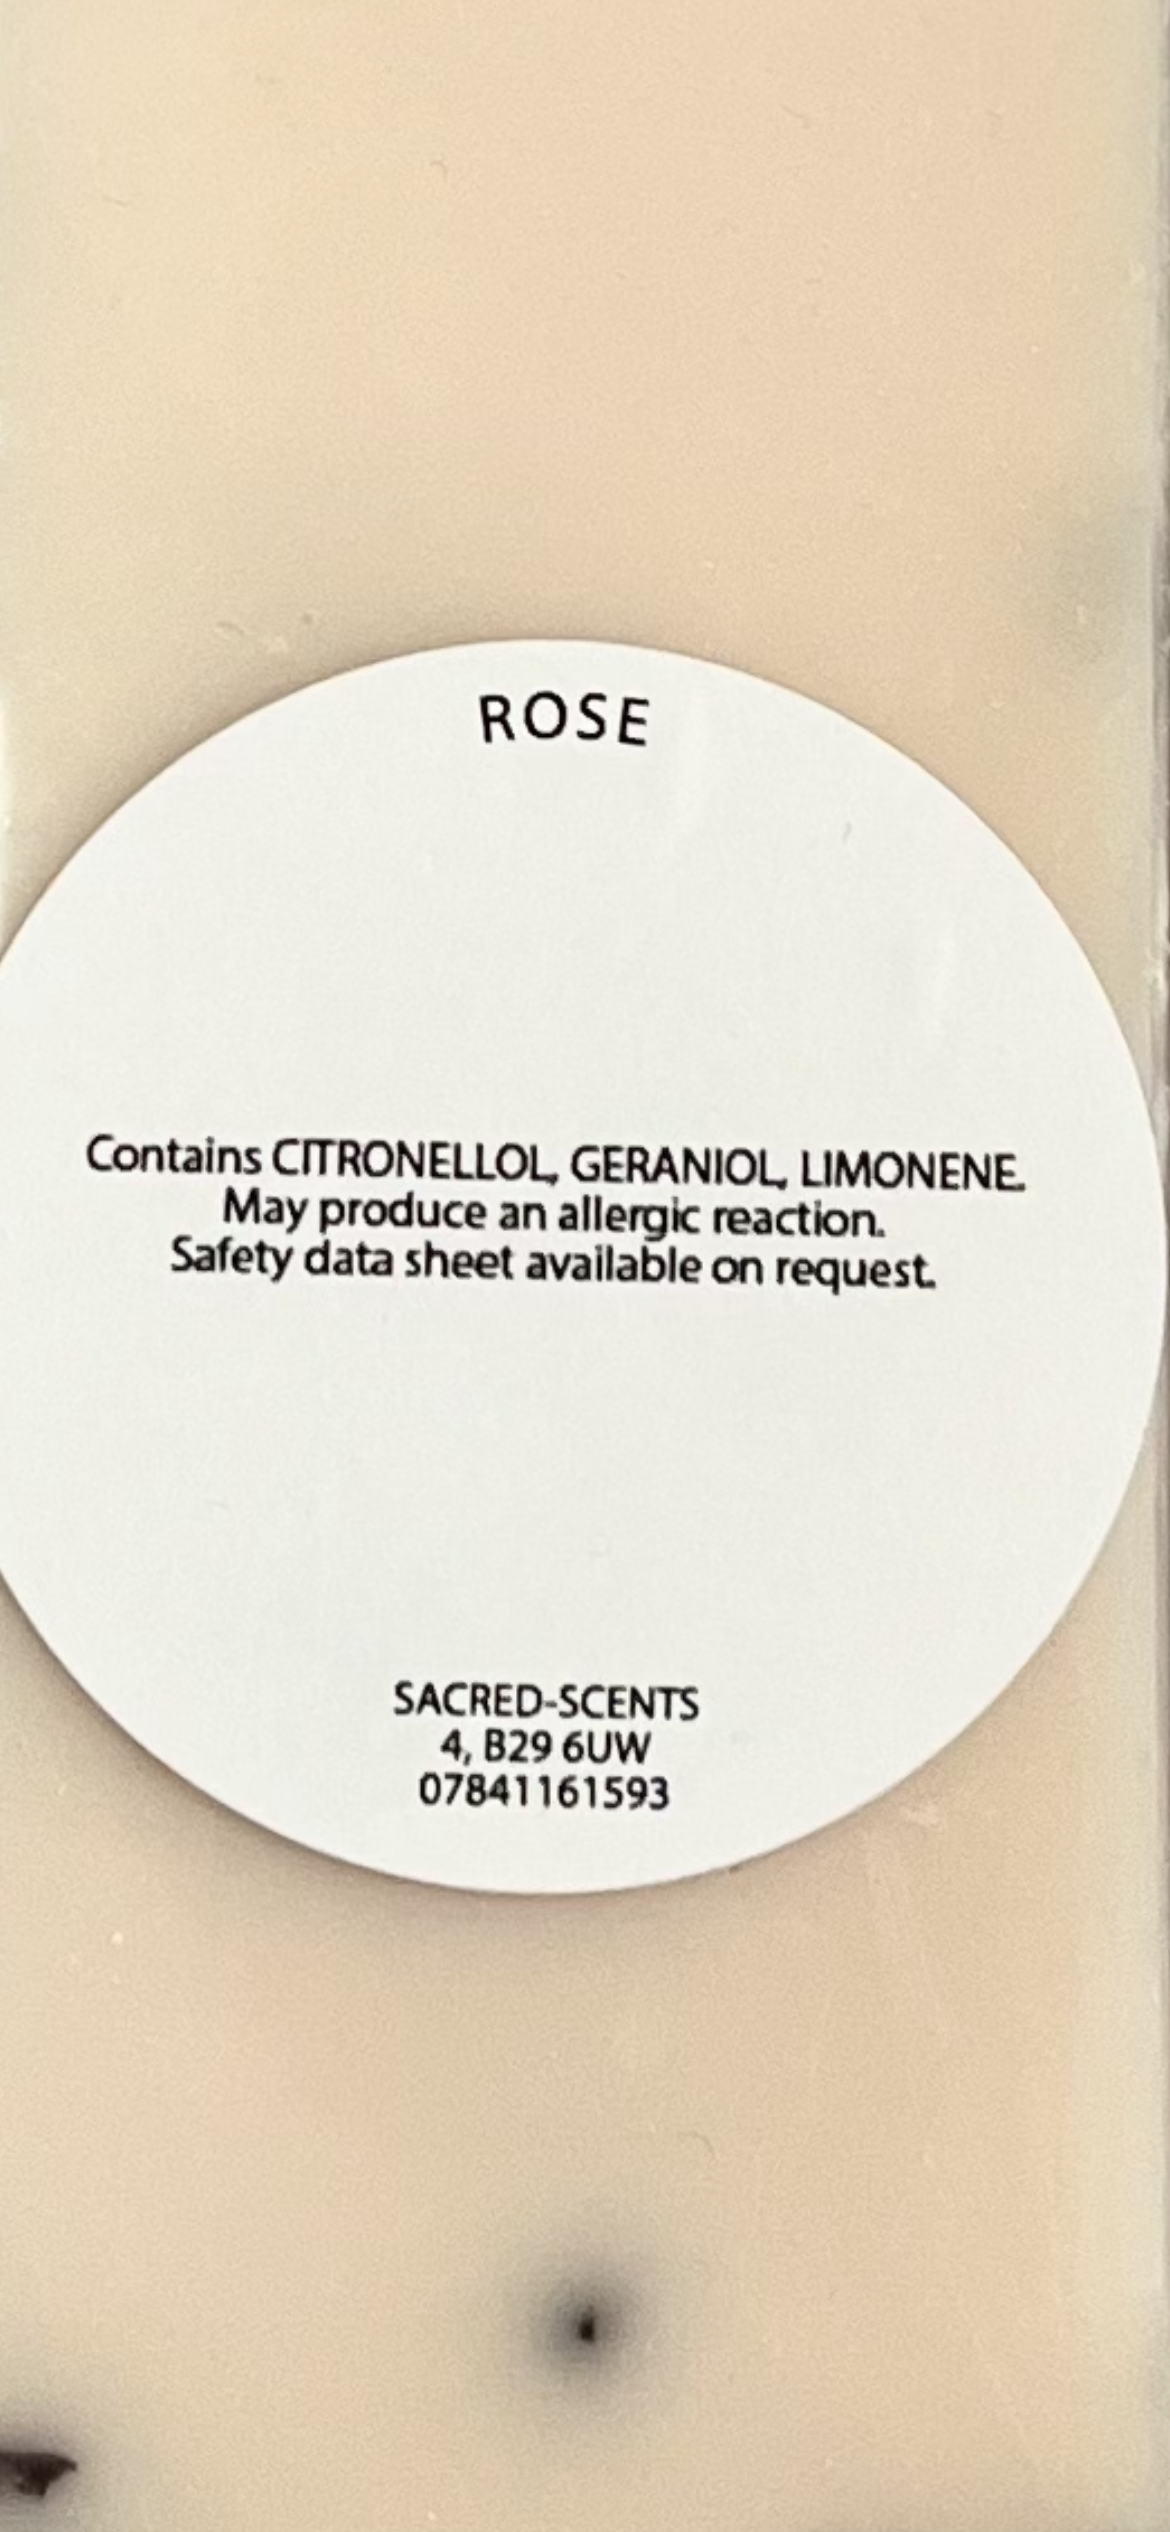 ROSE
Contains CITRONELLOL, GERANIOL, LIMONENE.
May produce an allergic reaction.
Safety data sheet available on request.
SACRED-SCENTS
4, B29 6UW
07841161593